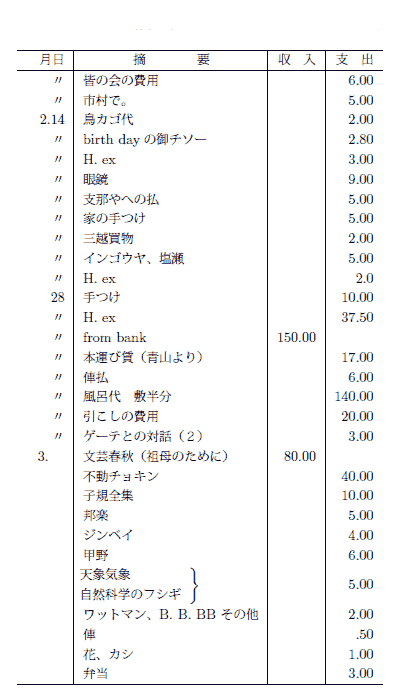 月日 摘 要 収 入 支 出
〃 皆の会の費用 6.00
〃 市村で。 5.00
2.14 鳥カゴ代 2.00
〃 birth day の御チソー 2.80
〃 H. ex 3.00
〃 眼鏡 9.00
〃 支那やへの払 5.00
〃 家の手つけ 5.00
〃 三越買物 2.00
〃 インゴウヤ、塩瀬 5.00
〃 H. ex 2.0
28 手つけ 10.00
〃 H. ex 37.50
〃 from bank 150.00
〃 本運び賃（青山より） 17.00
〃 俥払 6.00
〃 風呂代 敷半分 140.00
〃 引こしの費用 20.00
〃 ゲーテとの対話（2） 3.00
3. 文芸春秋（祖母のために） 80.00
不動チョキン 40.00
子規全集 10.00
邦楽 5.00
ジンベイ 4.00
甲野 6.00
天象気象
自然科学のフシギ 5.00
ワットマン、B. B. BB その他 2.00
俥 .50
花、カシ 1.00
弁当 3.00